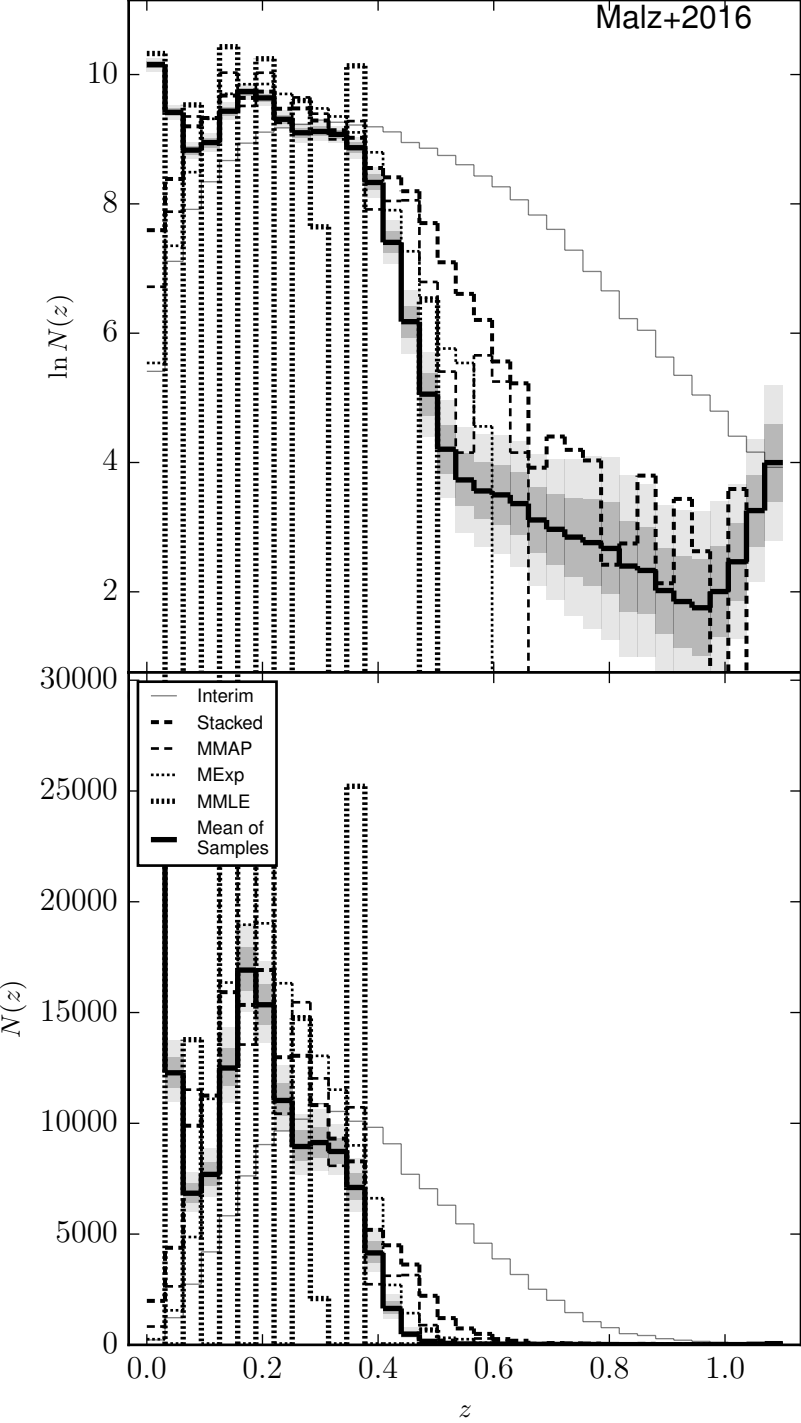 Malz+2016
10
8
6
4
2
ln N(z)
30000
25000
20000
15000
10000
5000
0
N(z)
Interim
Stacked
MMAP
MExp
MMLE
Mean of
Samples
0.0 0.2 0.4 0.6 0.8 1.0
z